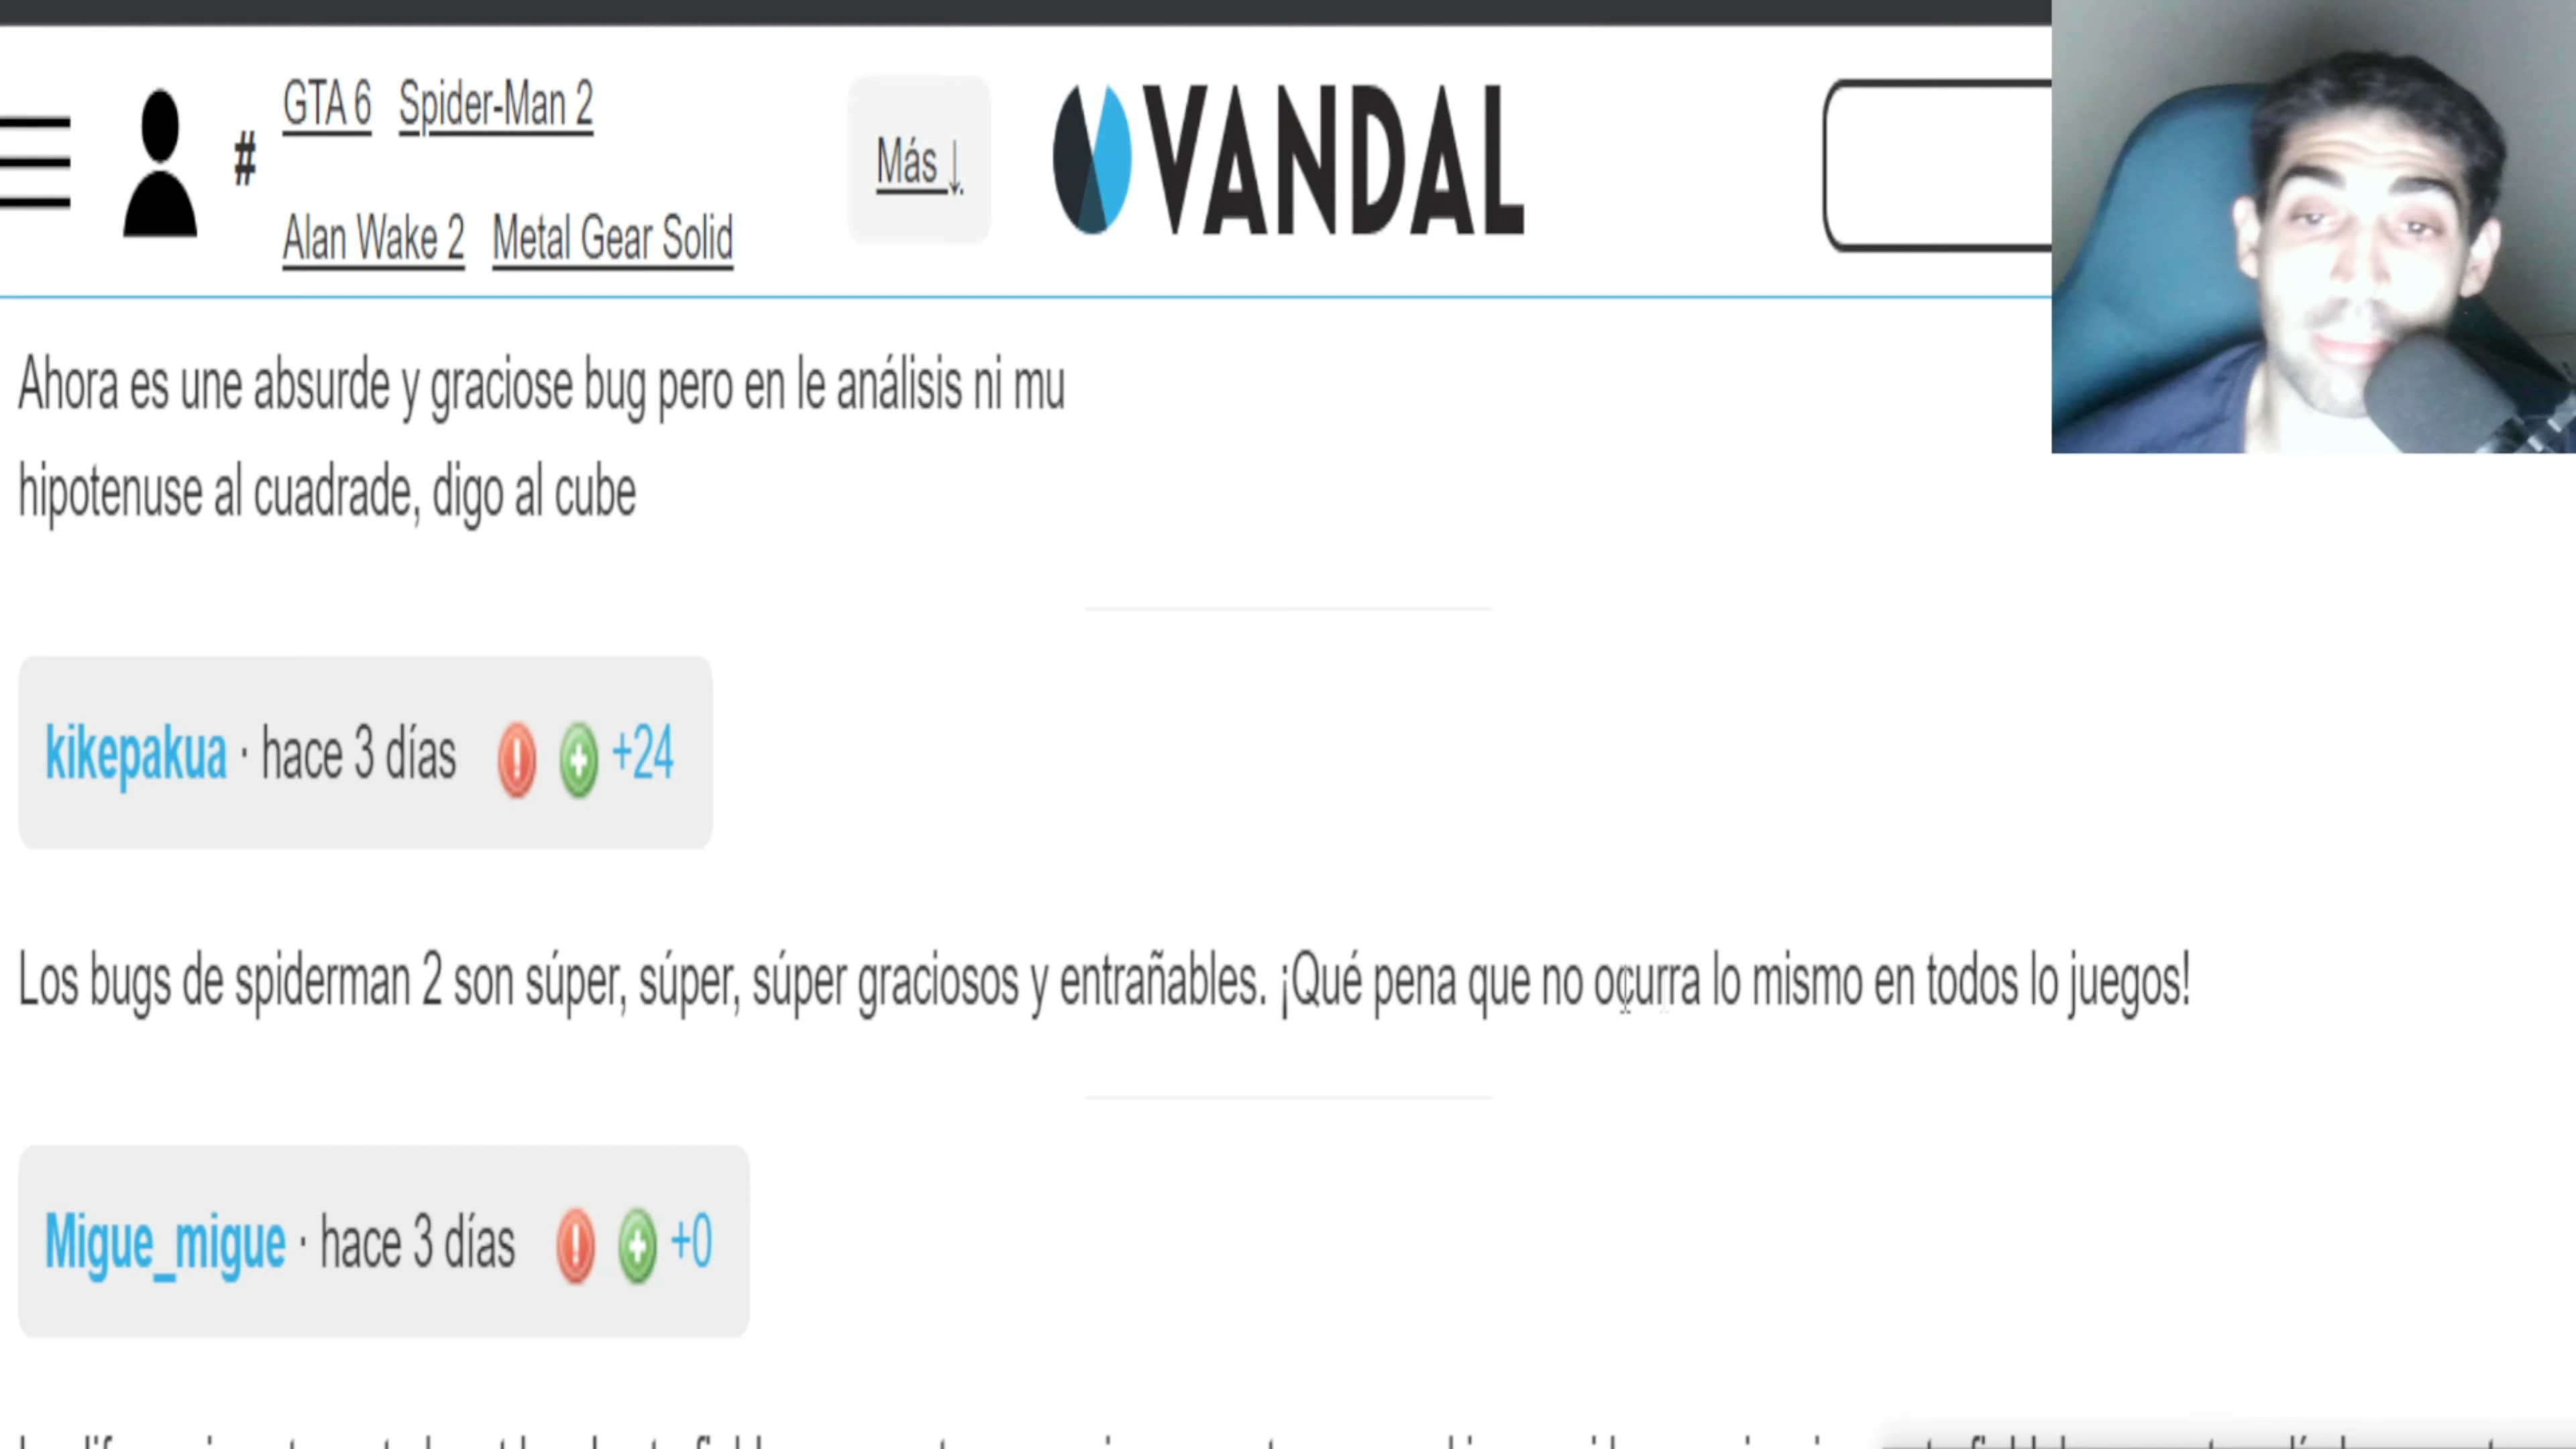 GTA 6 Spider-Man 2
#
Más ↓
VANDAL
Alan Wake 2 Metal Gear Solid
Ahora es une absurde y graciose bug pero en le análisis ni mu
hipotenuse al cuadrade, digo al cube
kikepakua · hace 3 días +24
Los bugs de spiderman 2 son súper, súper, súper graciosos y entrañables. ¡Qué pena que no ocurra lo mismo en todos lo juegos!
Migue_migue · hace 3 días +0